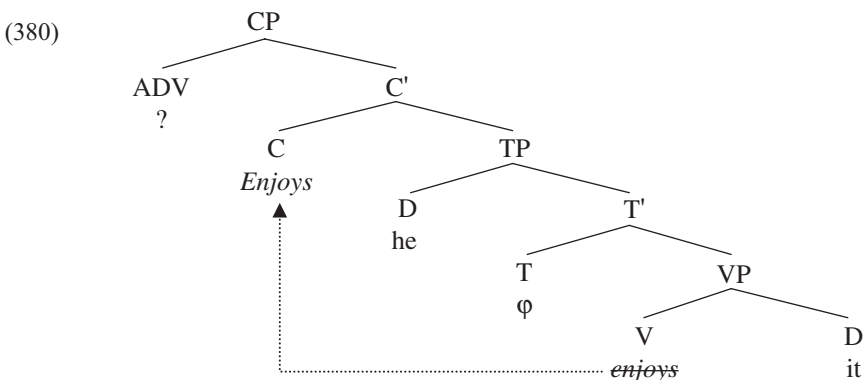 (380) CP
ADV C'
?
C TP
Enjoys
D T'
he
T VP
φ
V D
enjoys it